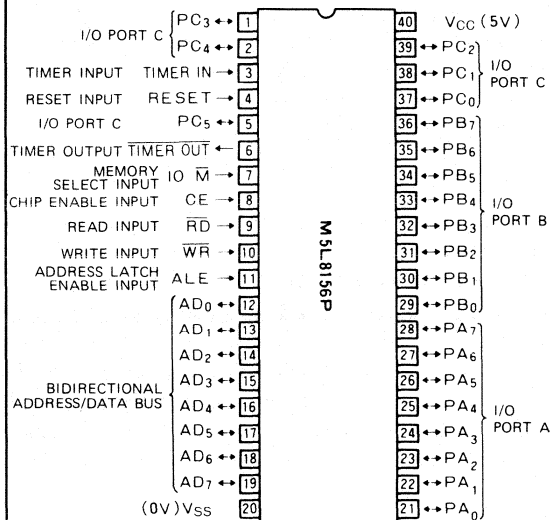 I/O PORT C
PC3 ↔ 1
PC4 ↔ 2
TIMER INPUT TIMER IN → 3
RESET INPUT RESET → 4
I/O PORT C PC5 ↔ 5
TIMER OUTPUT TIMER OUT ← 6
MEMORY SELECT INPUT IO M̅ → 7
CHIP ENABLE INPUT CE → 8
READ INPUT R̅D̅ → 9
WRITE INPUT W̅R̅ → 10
ADDRESS LATCH ENABLE INPUT ALE → 11
BIDIRECTIONAL
ADDRESS/DATA BUS
AD0 ↔ 12
AD1 ↔ 13
AD2 ↔ 14
AD3 ↔ 15
AD4 ↔ 16
AD5 ↔ 17
AD6 ↔ 18
AD7 ↔ 19
(0V) VSS 20
M5L8156P
40 VCC (5V)
39 ↔ PC2
38 ↔ PC1
37 ↔ PC0
I/O
PORT C
36 ↔ PB7
35 ↔ PB6
34 ↔ PB5
33 ↔ PB4
32 ↔ PB3
31 ↔ PB2
30 ↔ PB1
29 ↔ PB0
I/O
PORT B
28 ↔ PA7
27 ↔ PA6
26 ↔ PA5
25 ↔ PA4
24 ↔ PA3
23 ↔ PA2
22 ↔ PA1
21 ↔ PA0
I/O
PORT A